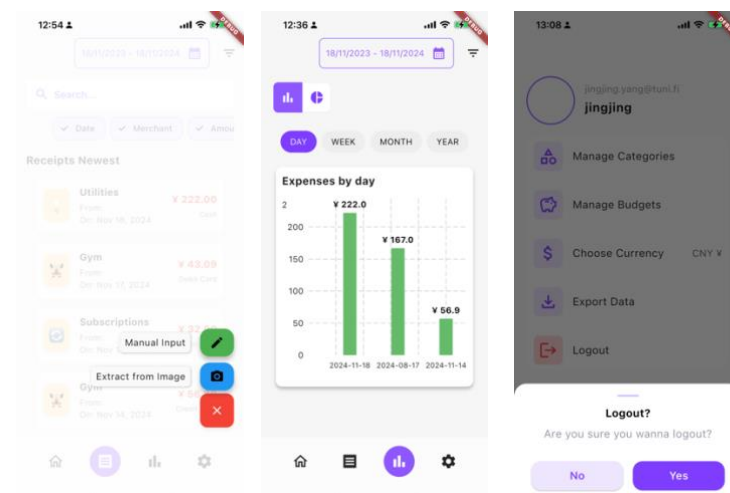 12:54
DEBUG
18/11/2023 - 18/11/2024
Search...
Date
Merchant
Amou
Receipts Newest
Utilities
¥ 222.00
From:
On: Nov 18, 2024
Gym
¥ 43.09
From:
Debit Card
On: Nov 17, 2024
Subscriptions
From:
Manual Input
Extract from Image
Gym
From:
On: Nov 14, 2024
12:36
DEBUG
18/11/2023 - 18/11/2024
DAY
WEEK
MONTH
YEAR
Expenses by day
2
200
150
100
50
0
¥ 222.0
¥ 167.0
¥ 56.9
2024-11-18
2024-08-17
2024-11-14
13:08
DEBUG
jingjing.yang@tuni.fi
jingjing
Manage Categories
Manage Budgets
Choose Currency
CNY ¥
Export Data
Logout
Logout?
Are you sure you wanna logout?
No
Yes